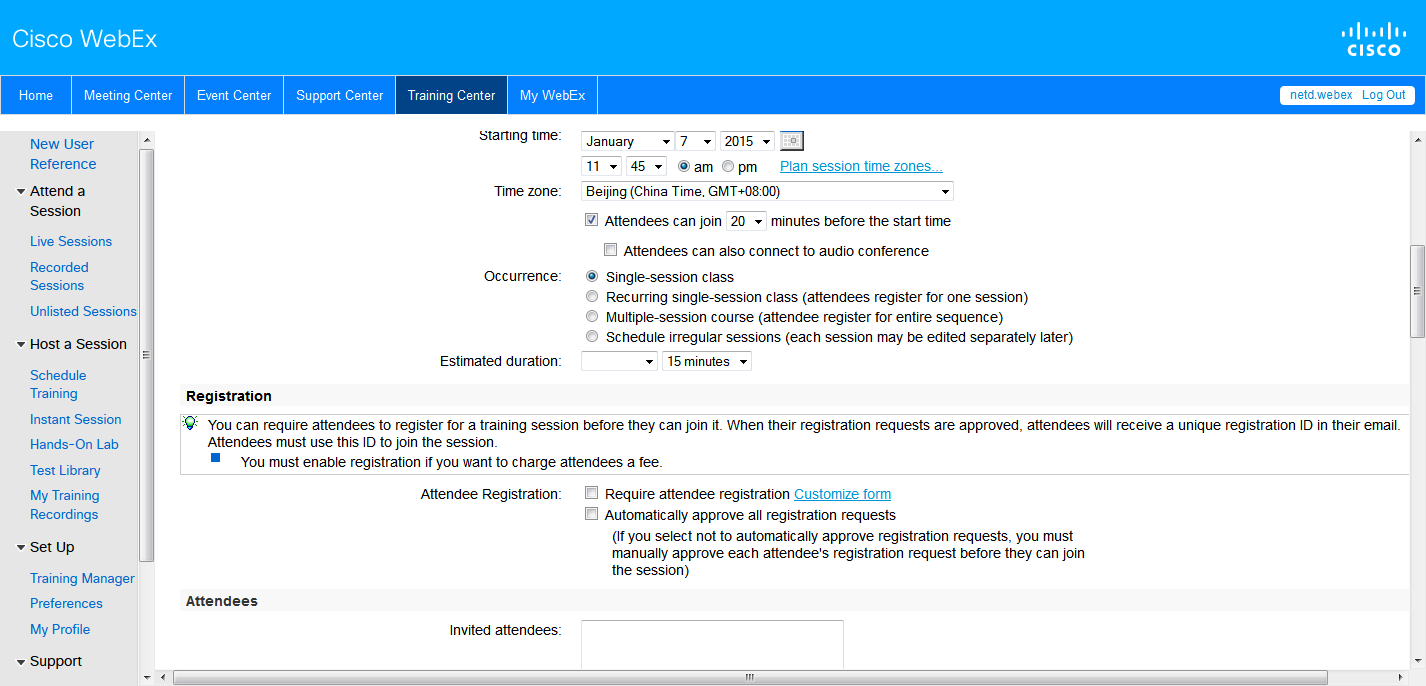 Cisco WebEx
CISCO
Home Meeting Center Event Center Support Center Training Center My WebEx netd.webex Log Out
New User
Reference
Attend a
Session
Live Sessions
Recorded
Sessions
Unlisted Sessions
Host a Session
Schedule
Training
Instant Session
Hands-On Lab
Test Library
My Training
Recordings
Set Up
Training Manager
Preferences
My Profile
Support
Starting time: January 7 2015
11 45 am pm Plan session time zones...
Time zone: Beijing (China Time, GMT+08:00)
Attendees can join 20 minutes before the start time
Attendees can also connect to audio conference
Occurrence: Single-session class
Recurring single-session class (attendees register for one session)
Multiple-session course (attendee register for entire sequence)
Schedule irregular sessions (each session may be edited separately later)
Estimated duration: 15 minutes
Registration
You can require attendees to register for a training session before they can join it. When their registration requests are approved, attendees will receive a unique registration ID in their email.
Attendees must use this ID to join the session.
You must enable registration if you want to charge attendees a fee.
Attendee Registration: Require attendee registration Customize form
Automatically approve all registration requests
(If you select not to automatically approve registration requests, you must
manually approve each attendee's registration request before they can join
the session)
Attendees
Invited attendees: